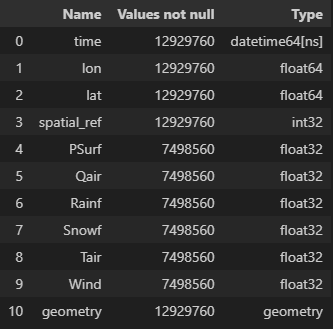 Name Values not null Type
0 time 12929760 datetime64[ns]
1 lon 12929760 float64
2 lat 12929760 float64
3 spatial_ref 12929760 int32
4 PSurf 7498560 float32
5 Qair 7498560 float32
6 Rainf 7498560 float32
7 Snowf 7498560 float32
8 Tair 7498560 float32
9 Wind 7498560 float32
10 geometry 12929760 geometry